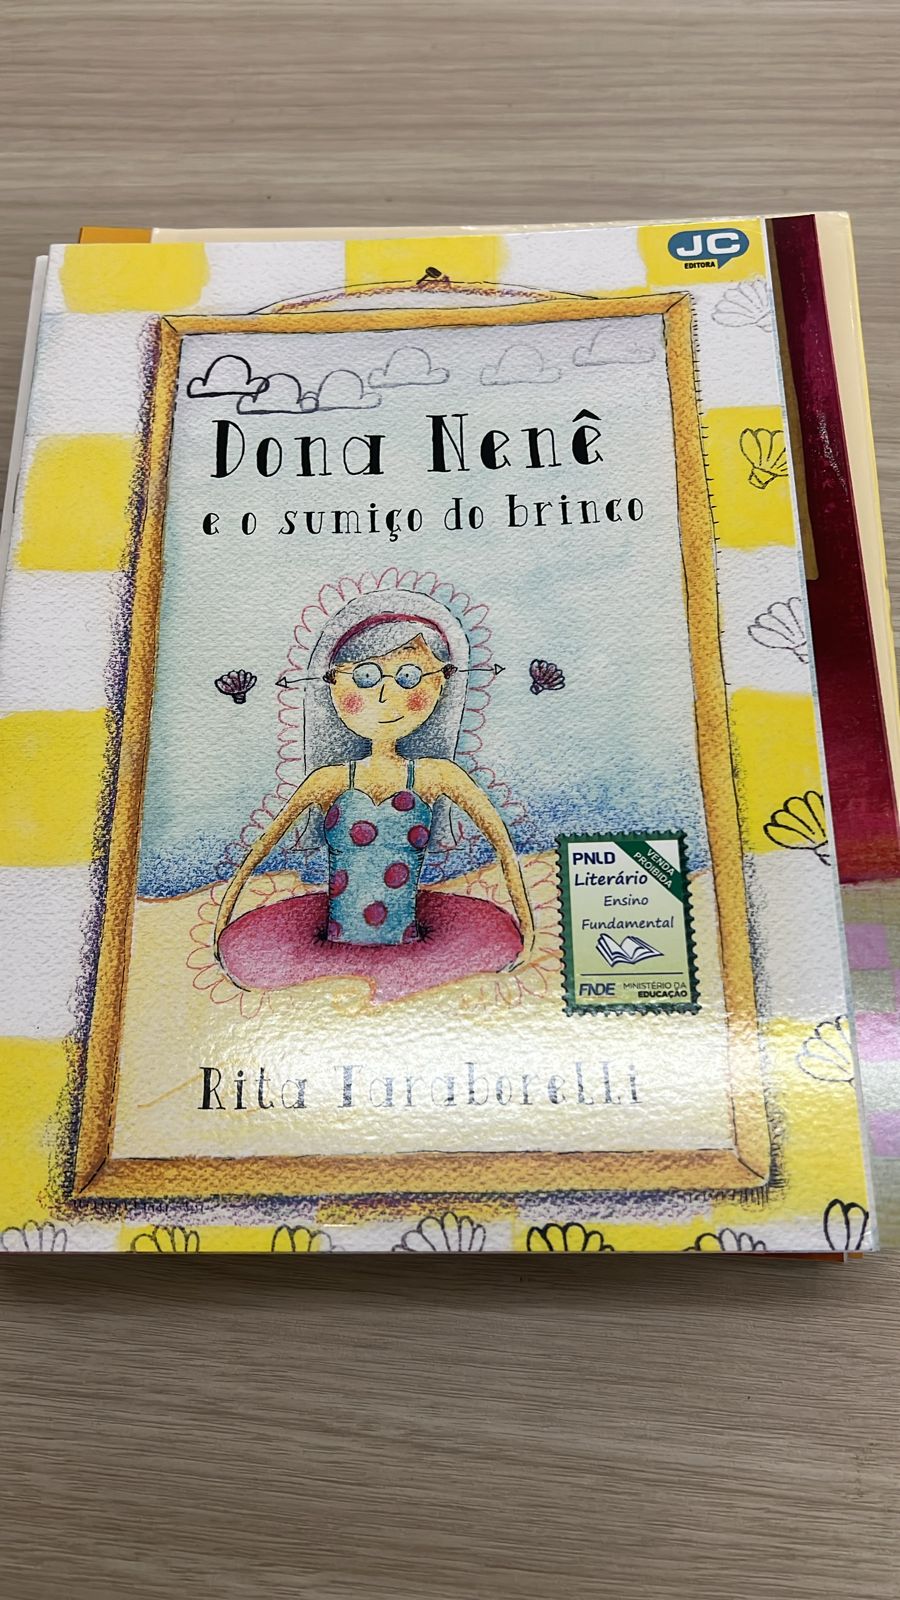 JC
EDITORA
Dona Nenê
e o sumiço do brinco
PNLD
VENDA
PROIBIDA
Literário
Ensino
Fundamental
FNDE
MINISTÉRIO DA
EDUCAÇÃO
Rita Taraborelli